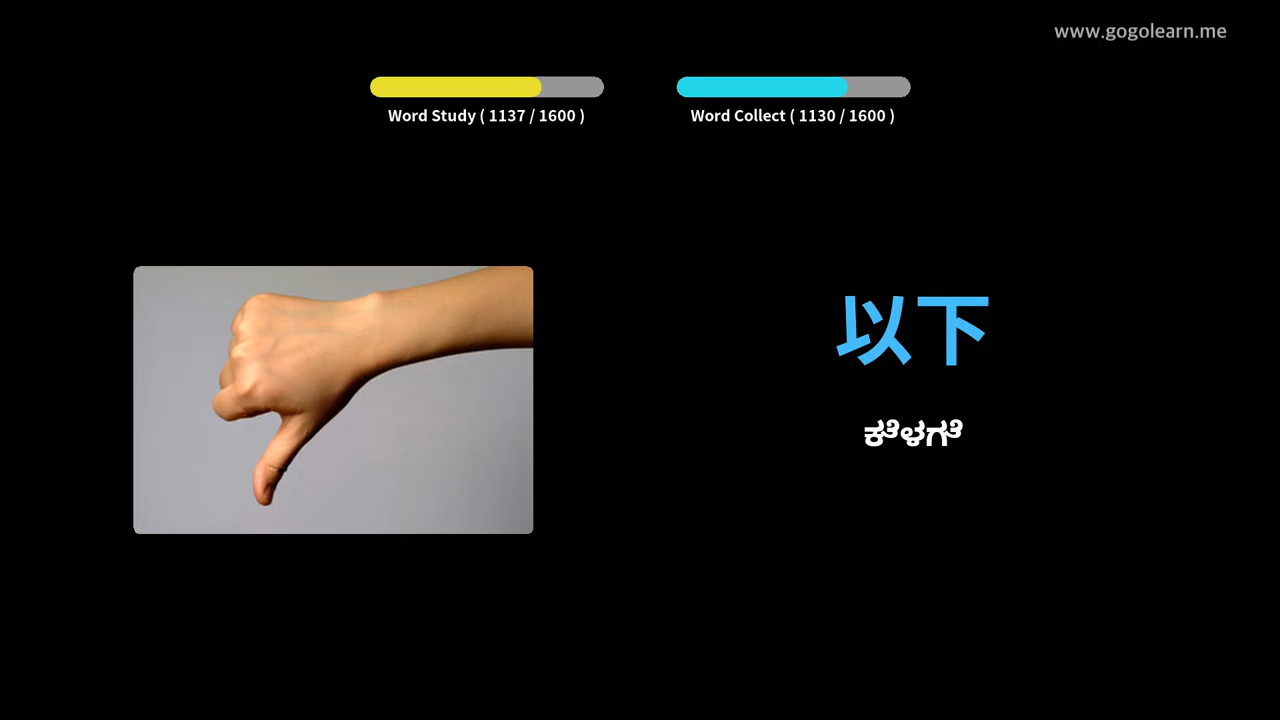 www.gogolearn.me
Word Study ( 1137 / 1600 )
Word Collect ( 1130 / 1600 )
以下
ಕೆಳಗೆ